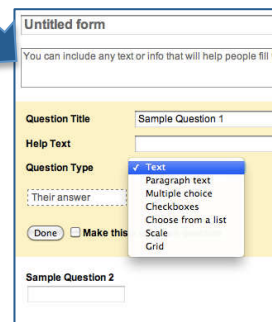 Untitled form
You can include any text or info that will help people fill
Question Title Sample Question 1
Help Text
Question Type ✓ Text
Paragraph text
Their answer Multiple choice
Checkboxes
Choose from a list
Done Make this Scale
Grid
Sample Question 2